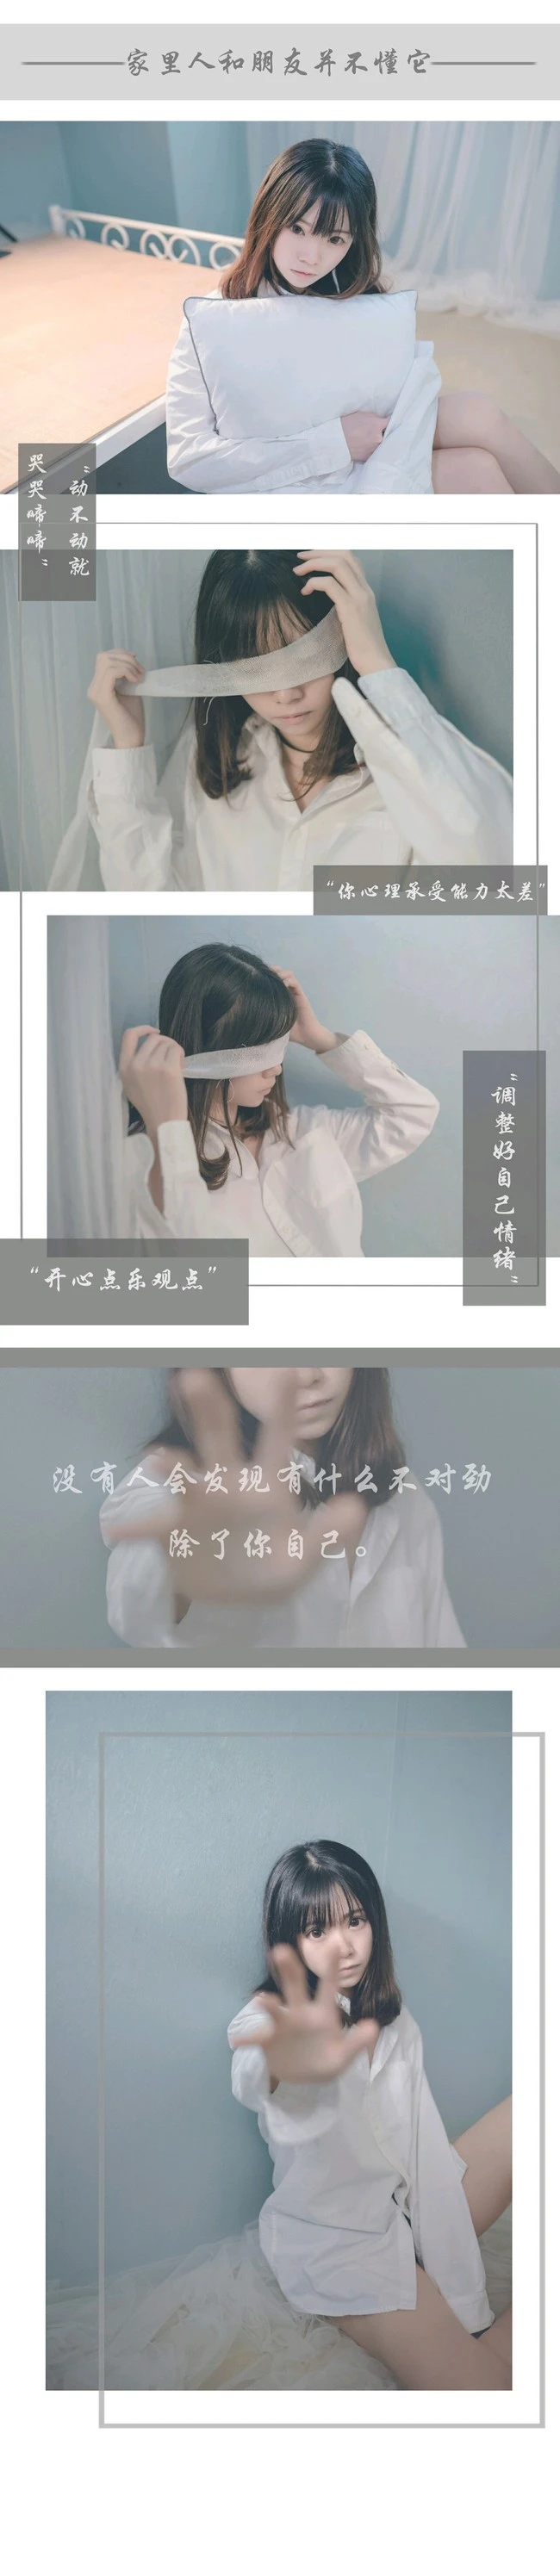 家里人和朋友并不懂它
“动不动就
哭哭啼啼”
“你心理承受能力太差”
“调整好自己情绪”
“开心点乐观点”
没有人会发现有什么不对劲
除了你自己。